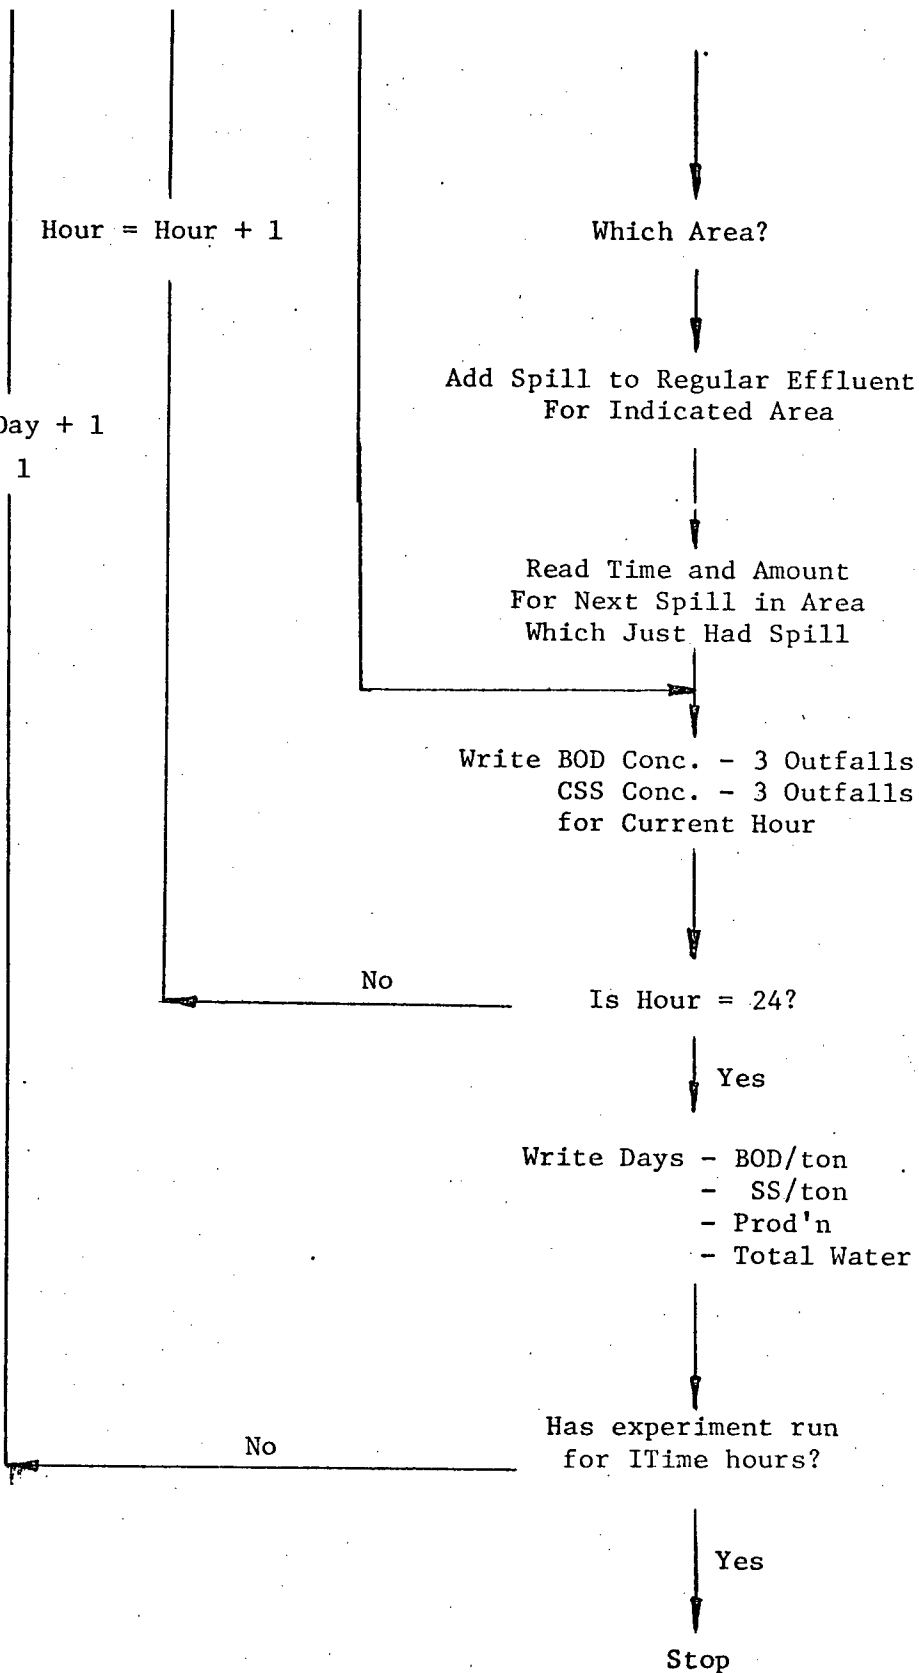 Hour = Hour + 1
Which Area?
Add Spill to Regular Effluent
For Indicated Area
Day + 1
1
Read Time and Amount
For Next Spill in Area
Which Just Had Spill
Write BOD Conc. - 3 Outfalls
CSS Conc. - 3 Outfalls
for Current Hour
No
Is Hour = 24?
Yes
Write Days - BOD/ton
- SS/ton
- Prod'n
- Total Water
Has experiment run
for ITime hours?
No
Yes
Stop